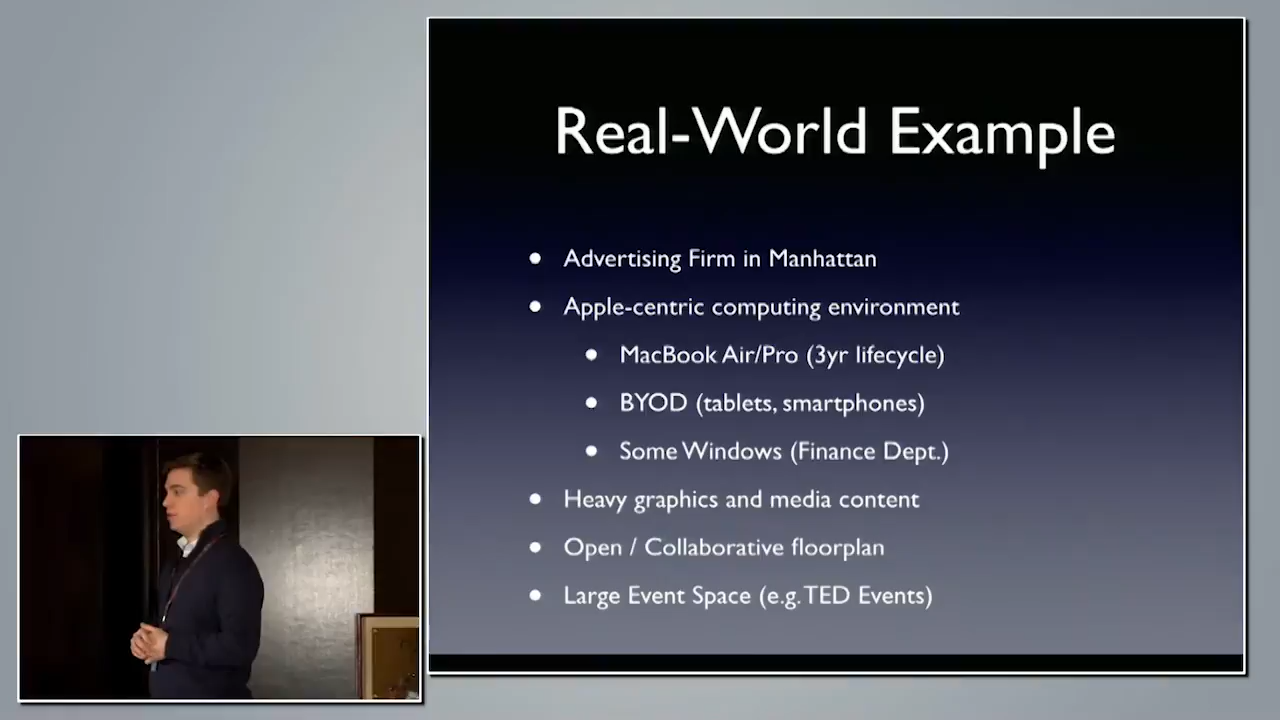 Real-World Example
Advertising Firm in Manhattan
Apple-centric computing environment
MacBook Air/Pro (3yr lifecycle)
BYOD (tablets, smartphones)
Some Windows (Finance Dept.)
Heavy graphics and media content
Open / Collaborative floorplan
Large Event Space (e.g. TED Events)